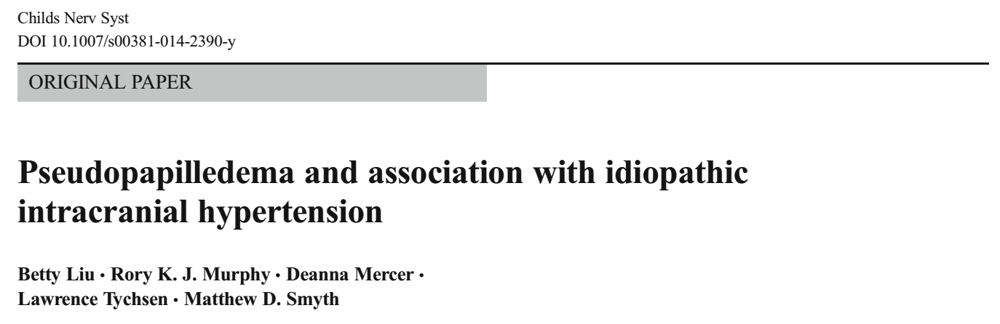 Childs Nerv Syst
DOI 10.1007/s00381-014-2390-y
ORIGINAL PAPER
Pseudopapilledema and association with idiopathic
intracranial hypertension
Betty Liu · Rory K. J. Murphy · Deanna Mercer ·
Lawrence Tychsen · Matthew D. Smyth